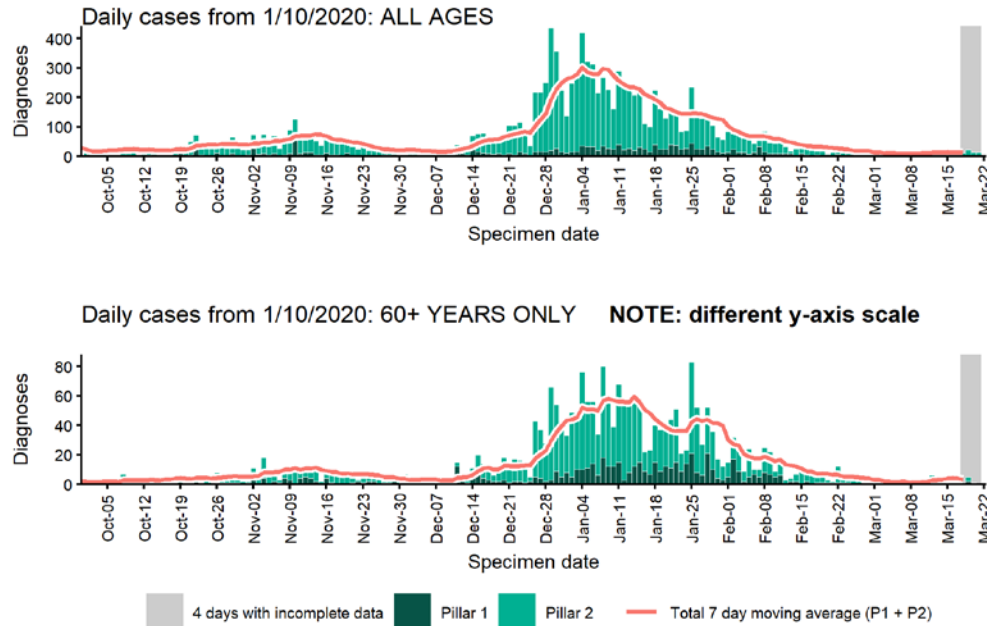 Daily cases from 1/10/2020: ALL AGES
400
300
200
100
0
Diagnoses
Oct-05
Oct-12
Oct-19
Oct-26
Nov-02
Nov-09
Nov-16
Nov-23
Nov-30
Dec-07
Dec-14
Dec-21
Dec-28
Jan-04
Jan-11
Jan-18
Jan-25
Feb-01
Feb-08
Feb-15
Feb-22
Mar-01
Mar-08
Mar-15
Mar-22
Specimen date
Daily cases from 1/10/2020: 60+ YEARS ONLY NOTE: different y-axis scale
80
60
40
20
0
Diagnoses
Oct-05
Oct-12
Oct-19
Oct-26
Nov-02
Nov-09
Nov-16
Nov-23
Nov-30
Dec-07
Dec-14
Dec-21
Dec-28
Jan-04
Jan-11
Jan-18
Jan-25
Feb-01
Feb-08
Feb-15
Feb-22
Mar-01
Mar-08
Mar-15
Mar-22
Specimen date
4 days with incomplete data
Pillar 1
Pillar 2
Total 7 day moving average (P1 + P2)